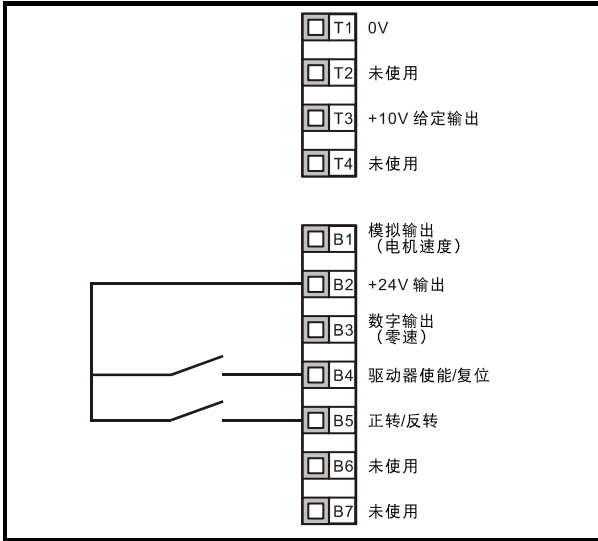 T1 0V
T2 未使用
T3 +10V 给定输出
T4 未使用
B1 模拟输出
（电机速度）
B2 +24V 输出
B3 数字输出
（零速）
B4 驱动器使能/复位
B5 正转/反转
B6 未使用
B7 未使用